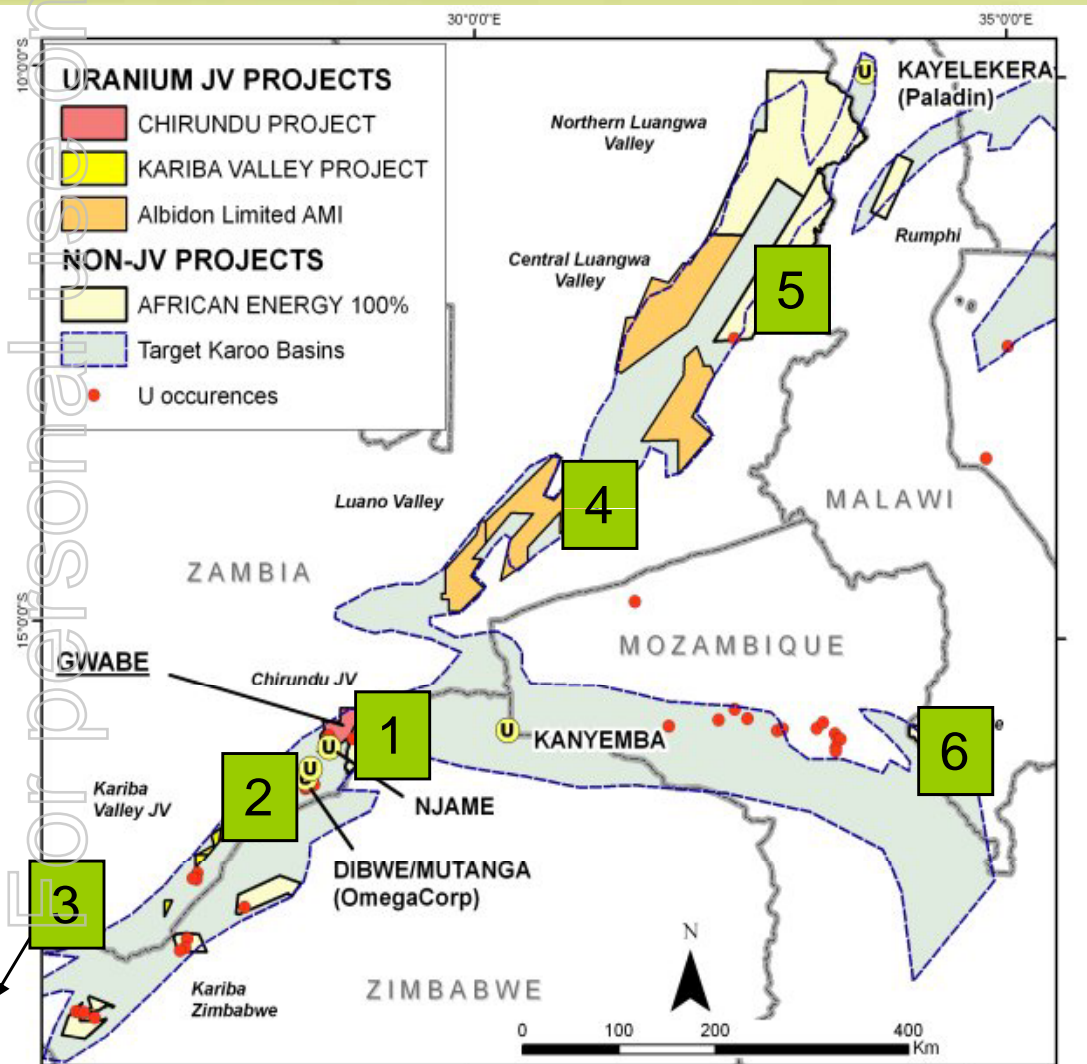 30°0'0"E
35°0'0"E
10°0'0"S
15°0'0"S
For personal use on
URANIUM JV PROJECTS
CHIRUNDU PROJECT
KARIBA VALLEY PROJECT
Albidon Limited AMI
NON-JV PROJECTS
AFRICAN ENERGY 100%
Target Karoo Basins
U occurences
U
KAYELEKERA
(Paladin)
Northern Luangwa
Valley
Rumphi
Central Luangwa
Valley
5
Luano Valley
4
MALAWI
ZAMBIA
MOZAMBIQUE
GWABE
Chirundu JV
1
U
KANYEMBA
6
e
U
U
2
NJAME
Kariba
Valley JV
DIBWE/MUTANGA
(OmegaCorp)
3
N
Kariba
Zimbabwe
ZIMBABWE
0 100 200 400
Km